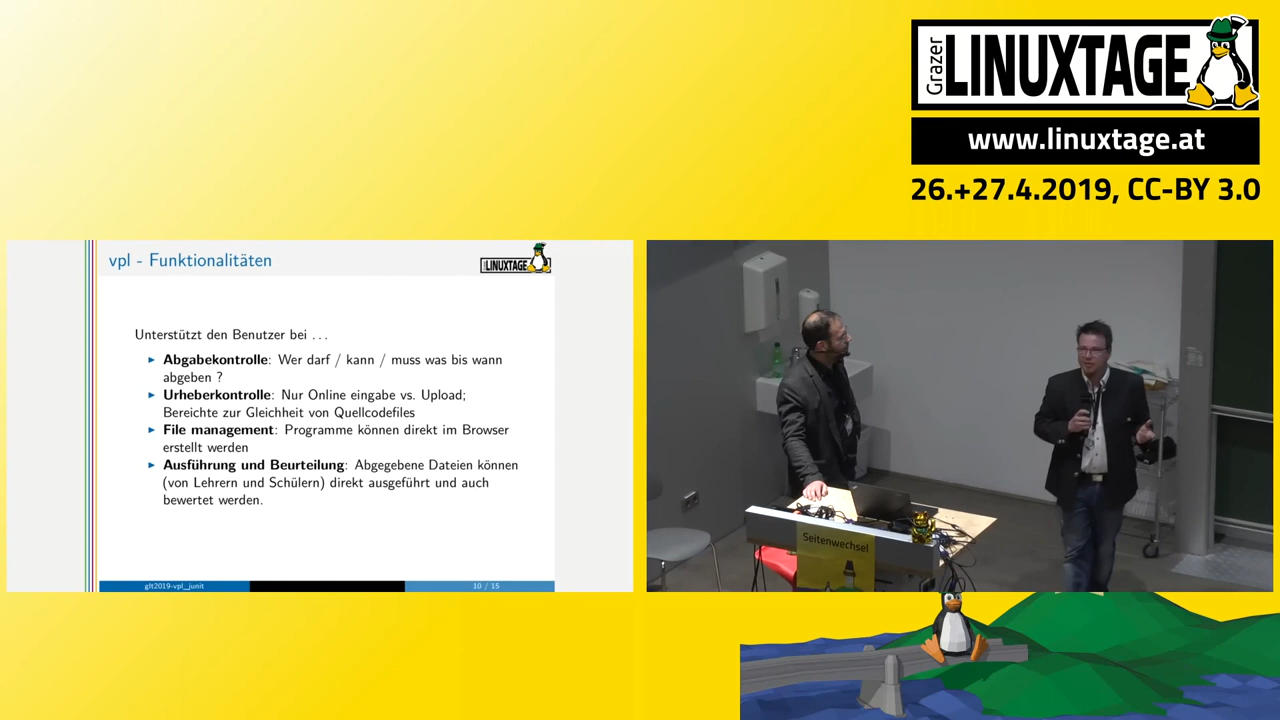 Grazer
LINUXTAGE
www.linuxtage.at
26.+27.4.2019, CC-BY 3.0
vpl - Funktionalitäten
LINUXTAGE
Unterstützt den Benutzer bei ...
Abgabekontrolle: Wer darf / kann / muss was bis wann
abgeben ?
Urheberkontrolle: Nur Online eingabe vs. Upload;
Bereichte zur Gleichheit von Quellcodefiles
File management: Programme können direkt im Browser
erstellt werden
Ausführung und Beurteilung: Abgegebene Dateien können
(von Lehrern und Schülern) direkt ausgeführt und auch
bewertet werden.
glt2019-vpl_junit
10 / 15
Seitenwechsel